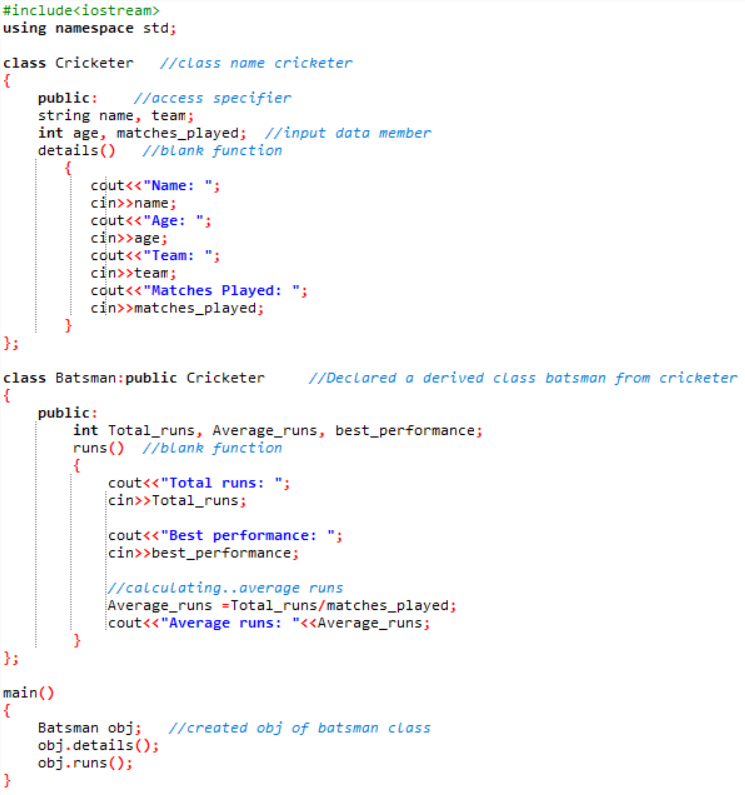 #include<iostream>
using namespace std;

class Cricketer   //class name cricketer
{
    public:    //access specifier
    string name, team;
    int age, matches_played;  //input data member
    details()   //blank function
       {
          cout<<"Name: ";
          cin>>name;
          cout<<"Age: ";
          cin>>age;
          cout<<"Team: ";
          cin>>team;
          cout<<"Matches Played: ";
          cin>>matches_played;
       }
};

class Batsman:public Cricketer     //Declared a derived class batsman from cricketer
{
    public:
        int Total_runs, Average_runs, best_performance;
        runs()  //blank function
        {
            cout<<"Total runs: ";
            cin>>Total_runs;

            cout<<"Best performance: ";
            cin>>best_performance;

            //calculating..average runs
            Average_runs =Total_runs/matches_played;
            cout<<"Average runs: "<<Average_runs;
        }
};

main()
{
    Batsman obj;   //created obj of batsman class
    obj.details();
    obj.runs();
}